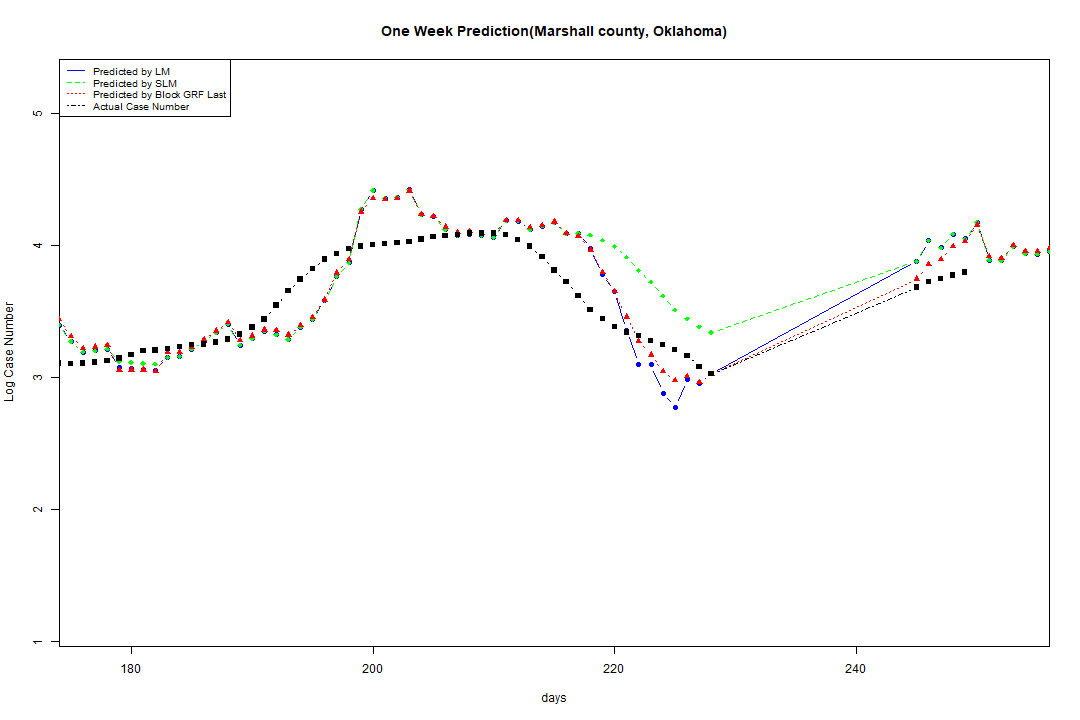 One Week Prediction(Marshall county, Oklahoma)
Predicted by LM
Predicted by SLM
Predicted by Block GRF Last
Actual Case Number
5
4
3
2
1
Log Case Number
180 200 220 240
days